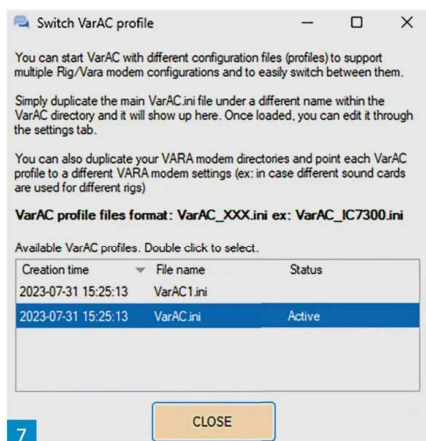 Switch VarAC profile
You can start VarAC with different configuration files (profiles) to support
multiple Rig/Vara modem configurations and to easily switch between them.
Simply duplicate the main VarAC.ini file under a different name within the
VarAC directory and it will show up here. Once loaded, you can edit it through
the settings tab.
You can also duplicate your VARA modem directories and point each VarAC
profile to a different VARA modem settings (ex: in case different sound cards
are used for different rigs)
VarAC profile files format: VarAC_XXX.ini ex: VarAC_IC7300.ini
Available VarAC profiles. Double click to select.
Creation time File name Status
2023-07-31 15:25:13 VarAC1.ini
2023-07-31 15:25:13 VarAC.ini Active
CLOSE
7